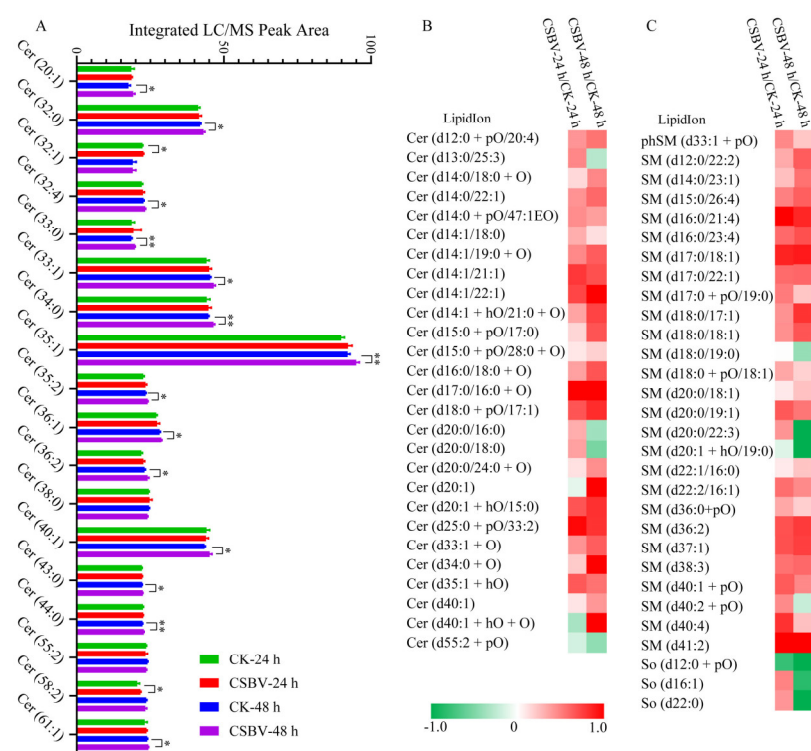 A
Integrated LC/MS Peak Area
0
50
100
Cer (20:1)
*
Cer (32:0)
*
Cer (32:1)
*
Cer (32:4)
*
Cer (33:0)
**
Cer (33:1)
*
Cer (34:0)
**
Cer (35:1)
**
Cer (35:2)
*
Cer (36:1)
*
Cer (36:2)
*
Cer (38:0)
Cer (40:1)
*
Cer (43:0)
*
Cer (44:0)
**
Cer (55:2)
Cer (58:2)
*
Cer (61:1)
*
CK-24 h
CSBV-24 h
CK-48 h
CSBV-48 h
B
CSBV-48 h/CK-48 h
CSBV-24 h/CK-24 h
LipidIon
Cer (d12:0 + pO/20:4)
Cer (d13:0/25:3)
Cer (d14:0/18:0 + O)
Cer (d14:0/22:1)
Cer (d14:0 + pO/47:1EO)
Cer (d14:1/18:0)
Cer (d14:1/19:0 + O)
Cer (d14:1/21:1)
Cer (d14:1/22:1)
Cer (d14:1 + hO/21:0 + O)
Cer (d15:0 + pO/17:0)
Cer (d15:0 + pO/28:0 + O)
Cer (d16:0/18:0 + O)
Cer (d17:0/16:0 + O)
Cer (d18:0 + pO/17:1)
Cer (d20:0/16:0)
Cer (d20:0/18:0)
Cer (d20:0/24:0 + O)
Cer (d20:1)
Cer (d20:1 + hO/15:0)
Cer (d25:0 + pO/33:2)
Cer (d33:1 + O)
Cer (d34:0 + O)
Cer (d35:1 + hO)
Cer (d40:1)
Cer (d40:1 + hO + O)
Cer (d55:2 + pO)
-1.0
0
1.0
C
CSBV-48 h/CK-48 h
CSBV-24 h/CK-24 h
LipidIon
phSM (d33:1 + pO)
SM (d12:0/22:2)
SM (d14:0/23:1)
SM (d15:0/26:4)
SM (d16:0/21:4)
SM (d16:0/23:4)
SM (d17:0/18:1)
SM (d17:0/22:1)
SM (d17:0 + pO/19:0)
SM (d18:0/17:1)
SM (d18:0/18:1)
SM (d18:0/19:0)
SM (d18:0 + pO/18:1)
SM (d20:0/18:1)
SM (d20:0/19:1)
SM (d20:0/22:3)
SM (d20:1 + hO/19:0)
SM (d22:1/16:0)
SM (d22:2/16:1)
SM (d36:0+pO)
SM (d36:2)
SM (d37:1)
SM (d38:3)
SM (d40:1 + pO)
SM (d40:2 + pO)
SM (d40:4)
SM (d41:2)
So (d12:0 + pO)
So (d16:1)
So (d22:0)